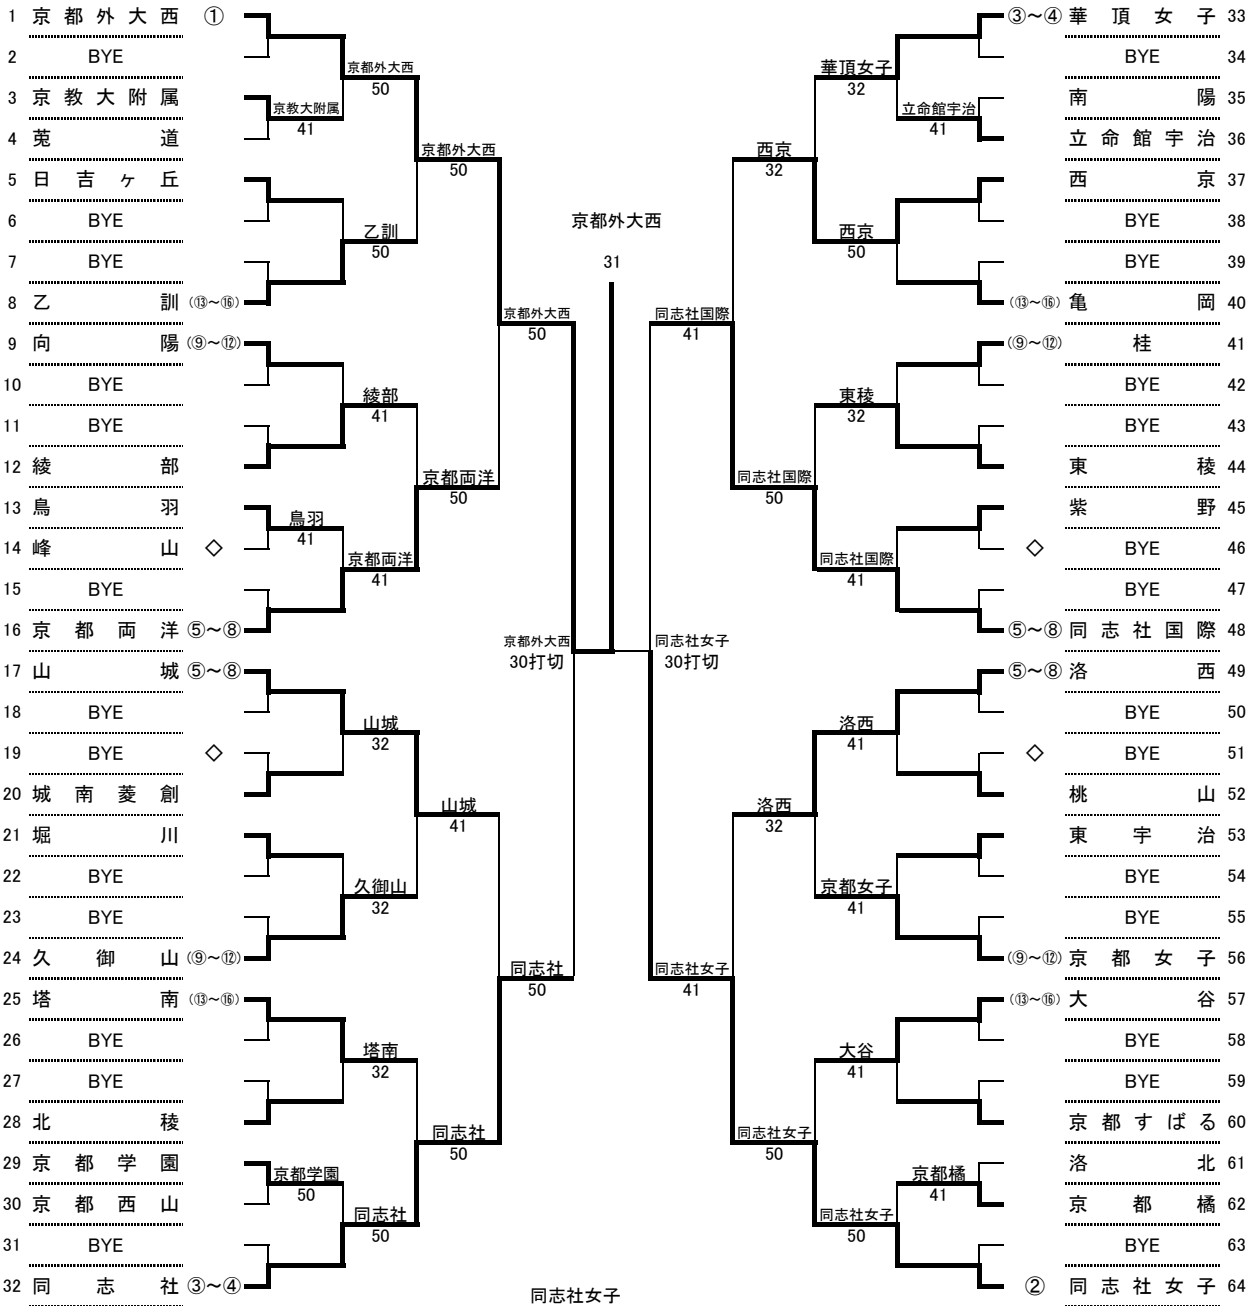 1 京都外大西 ①
2 BYE
3 京教大附属
4 莵道
5 日吉ヶ丘
6 BYE
7 BYE
8 乙訓 (⑬～⑯)
9 向陽 (⑨～⑫)
10 BYE
11 BYE
12 綾部
13 鳥羽
14 峰山 ◇
15 BYE
16 京都両洋 ⑤～⑧
17 山城 ⑤～⑧
18 BYE
19 BYE ◇
20 城南菱創
21 堀川
22 BYE
23 BYE
24 久御山 (⑨～⑫)
25 塔南 (⑬～⑯)
26 BYE
27 BYE
28 北稜
29 京都学園
30 京都西山
31 BYE
32 同志社 ③～④
京教大附属
41
鳥羽
41
京都学園
50
京都外大西
50
乙訓
50
綾部
41
京都両洋
41
山城
32
久御山
32
塔南
32
同志社
50
京都外大西
50
京都両洋
50
山城
41
同志社
50
京都外大西
50
同志社
50
京都外大西
30打切
京都外大西
31
同志社女子
30打切
同志社国際
41
同志社女子
41
西京
32
同志社国際
50
洛西
32
同志社女子
50
華頂女子
32
西京
50
東稜
32
同志社国際
41
洛西
41
京都女子
41
大谷
41
同志社女子
50
立命館宇治
41
京都橘
41
③～④ 華頂女子 33
BYE 34
南陽 35
立命館宇治 36
西京 37
BYE 38
BYE 39
(⑬～⑯) 亀岡 40
(⑨～⑫) 桂 41
BYE 42
BYE 43
東稜 44
紫野 45
◇ BYE 46
BYE 47
⑤～⑧ 同志社国際 48
⑤～⑧ 洛西 49
BYE 50
◇ BYE 51
桃山 52
東宇治 53
BYE 54
BYE 55
(⑨～⑫) 京都女子 56
(⑬～⑯) 大谷 57
BYE 58
BYE 59
京都すばる 60
洛北 61
京都橘 62
BYE 63
② 同志社女子 64
同志社女子